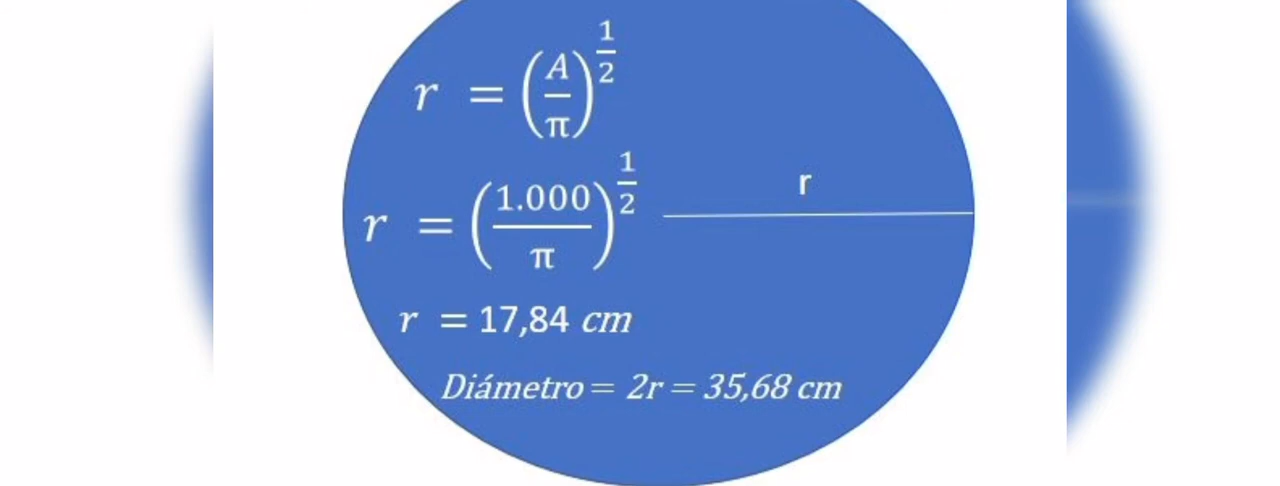 r = (A/π)^1/2
r = (1.000/π)^1/2
r
r = 17,84 cm
Diámetro = 2r = 35,68 cm